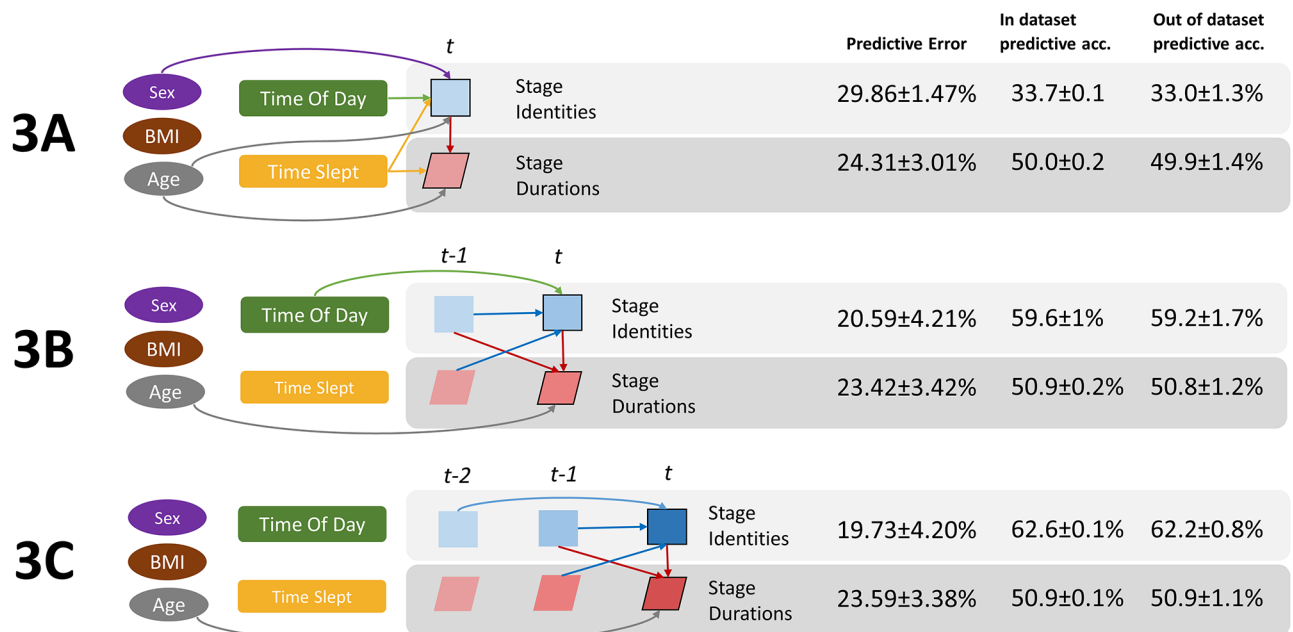 Predictive Error
In dataset
predictive acc.
Out of dataset
predictive acc.
3A
t
Sex
BMI
Age
Time Of Day
Time Slept
Stage
Identities
29.86±1.47%
33.7±0.1
33.0±1.3%
Stage
Durations
24.31±3.01%
50.0±0.2
49.9±1.4%
3B
t-1
t
Sex
BMI
Age
Time Of Day
Time Slept
Stage
Identities
20.59±4.21%
59.6±1%
59.2±1.7%
Stage
Durations
23.42±3.42%
50.9±0.2%
50.8±1.2%
3C
t-2
t-1
t
Sex
BMI
Age
Time Of Day
Time Slept
Stage
Identities
19.73±4.20%
62.6±0.1%
62.2±0.8%
Stage
Durations
23.59±3.38%
50.9±0.1%
50.9±1.1%